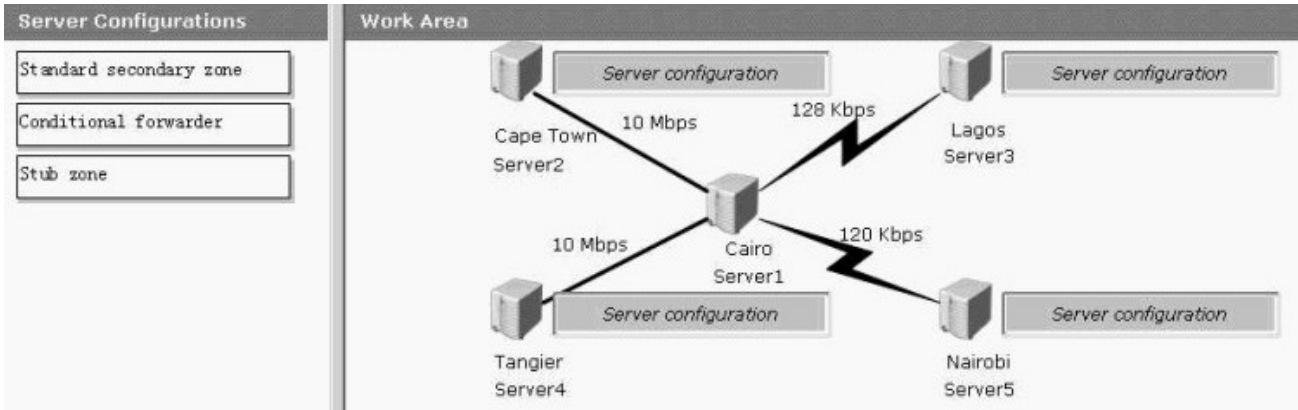 Server Configurations
Standard secondary zone
Conditional forwarder
Stub zone
Work Area
Server configuration
Server configuration
10 Mbps
128 Kbps
Cape Town
Server2
Lagos
Server3
10 Mbps
Cairo
Server1
120 Kbps
Server configuration
Server configuration
Tangier
Server4
Nairobi
Server5